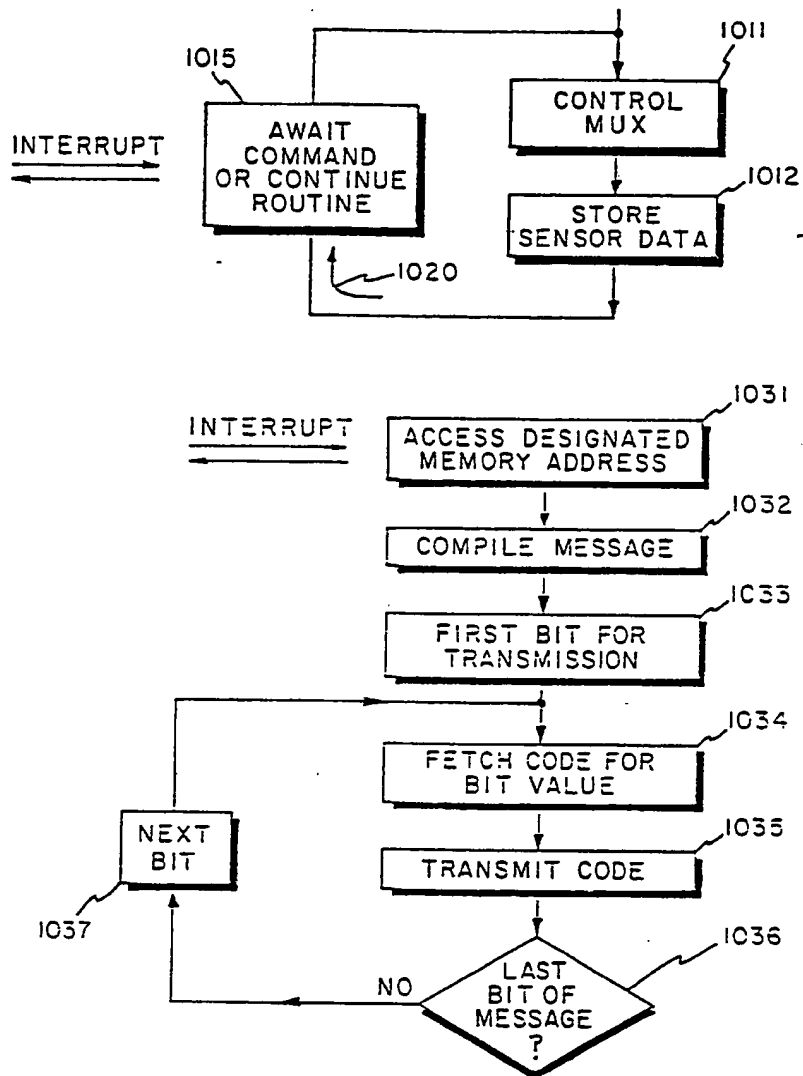 1015
1011
CONTROL
MUX
INTERRUPT
AWAIT
COMMAND
OR CONTINUE
ROUTINE
1012
STORE
SENSOR DATA
1020
1031
INTERRUPT
ACCESS DESIGNATED
MEMORY ADDRESS
1032
COMPILE MESSAGE
1033
FIRST BIT FOR
TRANSMISSION
1034
FETCH CODE FOR
BIT VALUE
NEXT
BIT
1035
TRANSMIT CODE
1037
1036
NO
LAST
BIT OF
MESSAGE
?